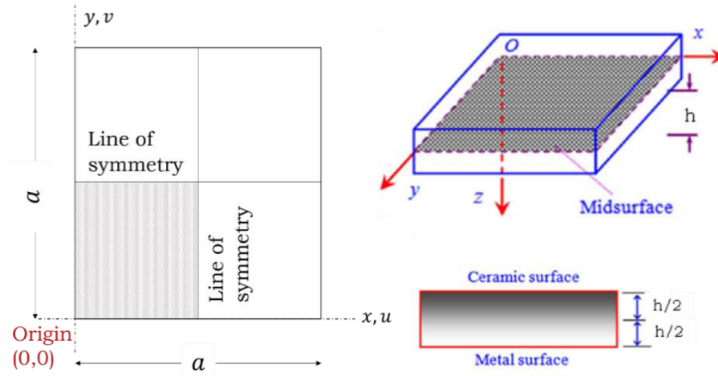 y, v
Line of
symmetry
a
Line of
symmetry
x, u
Origin
(0,0)
a
O
x
h
y
z
Midsurface
Ceramic surface
h/2
h/2
Metal surface